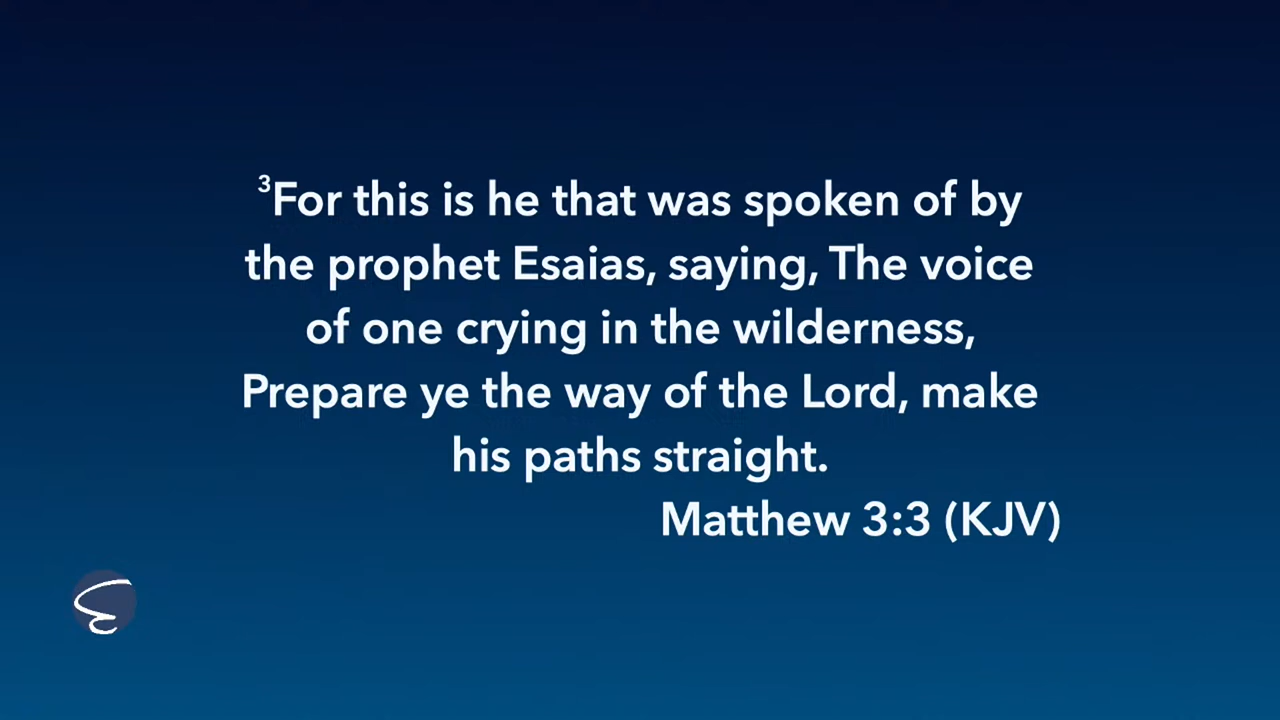 ³For this is he that was spoken of by
the prophet Esaias, saying, The voice
of one crying in the wilderness,
Prepare ye the way of the Lord, make
his paths straight.
Matthew 3:3 (KJV)